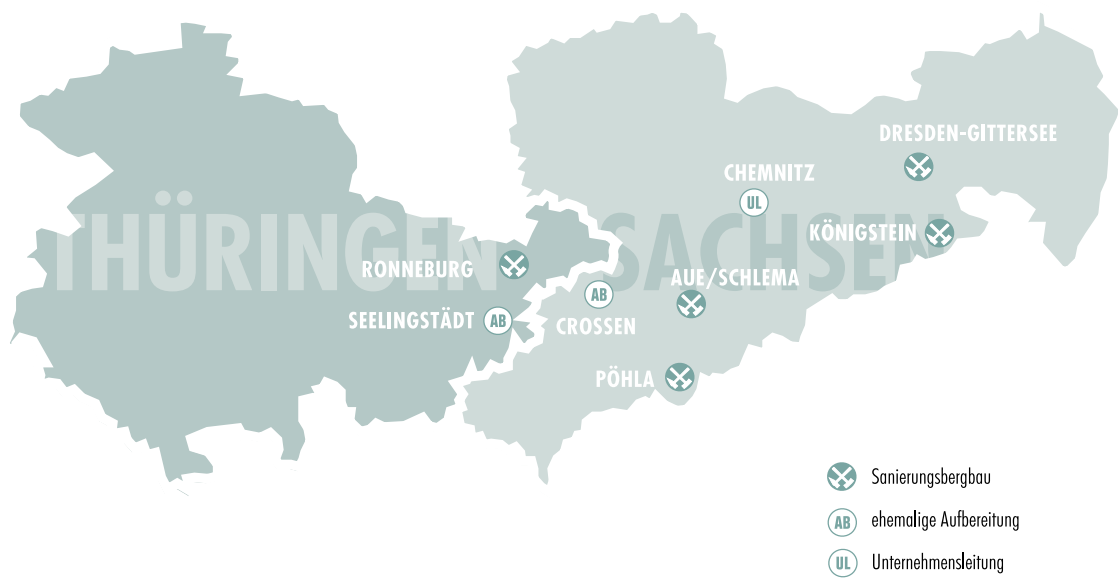 DRESDEN-GITTERSEE
CHEMNITZ
UL
THÜRINGEN SACHSEN
KÖNIGSTEIN
RONNEBURG
AUE/SCHLEMA
AB
SEELINGSTÄDT AB
CROSSEN
PÖHLA
Sanierungsbergbau
AB ehemalige Aufbereitung
UL Unternehmensleitung